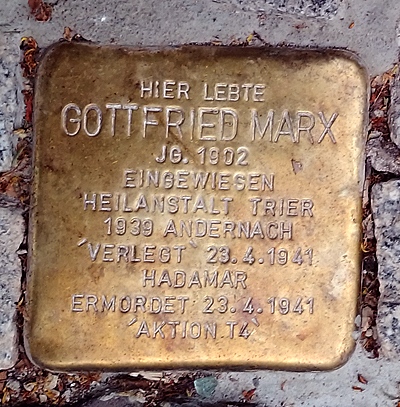 HIER LEBTE
GOTTFRIED MARX
JG. 1902
EINGEWIESEN
HEILANSTALT TRIER
1939 ANDERNACH
'VERLEGT' 23.4.1941
HADAMAR
ERMORDET 23.4.1941
'AKTION T4'